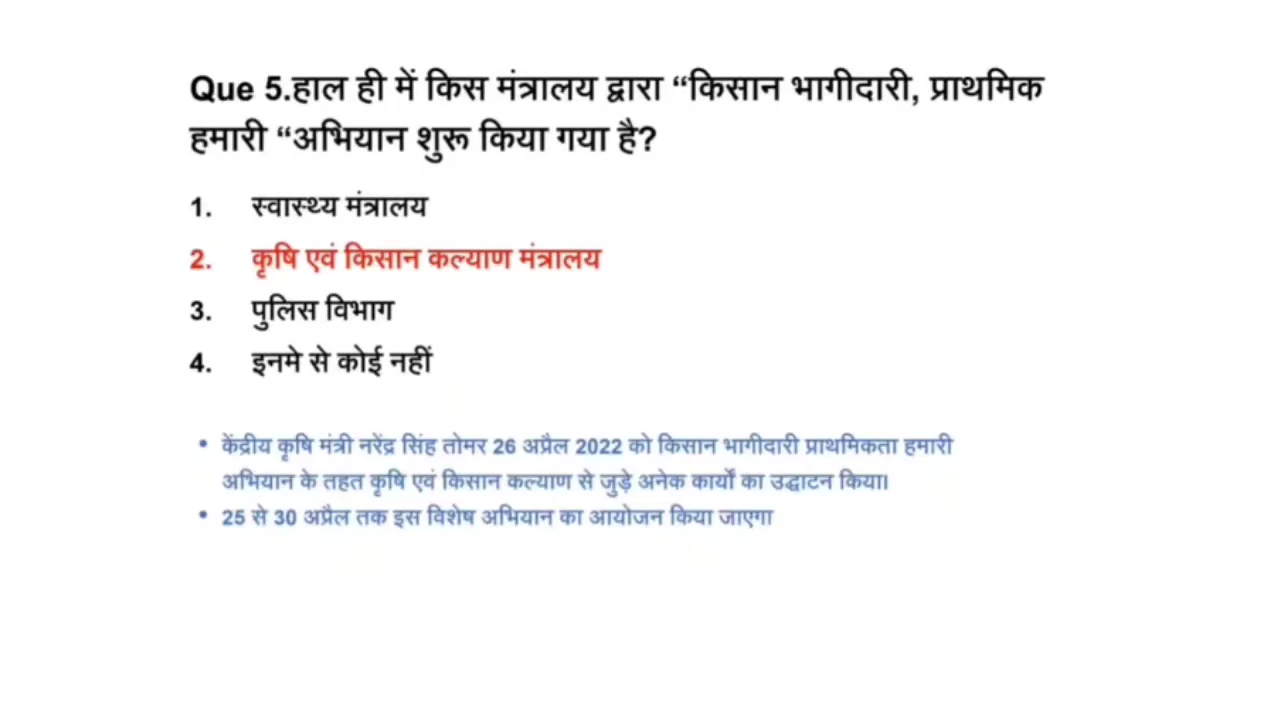 Que 5.हाल ही में किस मंत्रालय द्वारा “किसान भागीदारी, प्राथमिक
हमारी “अभियान शुरू किया गया है?
1. स्वास्थ्य मंत्रालय
2. कृषि एवं किसान कल्याण मंत्रालय
3. पुलिस विभाग
4. इनमे से कोई नहीं
• केंद्रीय कृषि मंत्री नरेंद्र सिंह तोमर 26 अप्रैल 2022 को किसान भागीदारी प्राथमिकता हमारी
अभियान के तहत कृषि एवं किसान कल्याण से जुड़े अनेक कार्यों का उद्घाटन किया।
• 25 से 30 अप्रैल तक इस विशेष अभियान का आयोजन किया जाएगा